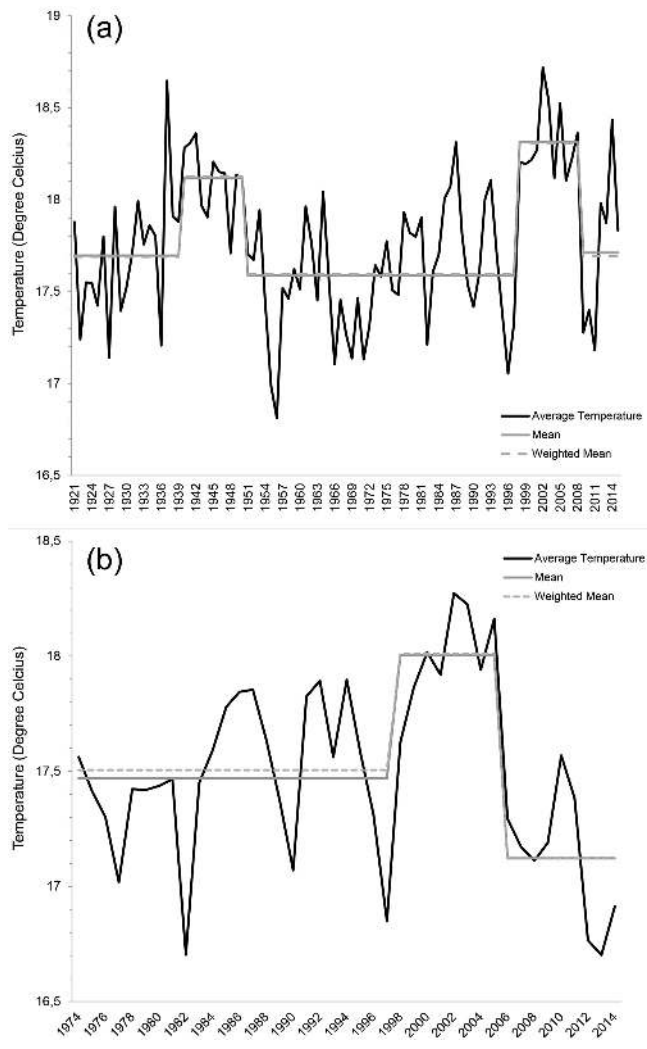 (a)
19
18,5
18
17,5
17
16,5
Temperature (Degree Celcius)
Average Temperature
Mean
Weighted Mean
1921 1924 1927 1930 1933 1936 1939 1942 1945 1948 1951 1954 1957 1960 1963 1966 1969 1972 1975 1978 1981 1984 1987 1990 1993 1996 1999 2002 2005 2008 2011 2014
(b)
18,5
18
17,5
17
16,5
Temperature (Degree Celcius)
Average Temperature
Mean
Weighted Mean
1974 1976 1978 1980 1982 1984 1986 1988 1990 1992 1994 1996 1998 2000 2002 2004 2006 2008 2010 2012 2014